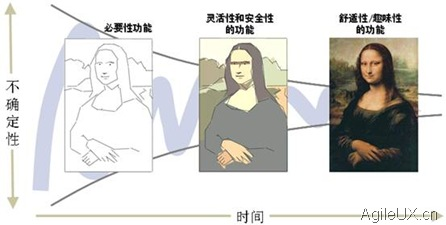 必要性功能
灵活性和安全性
的功能
舒适性/趣味性
的功能
不确定性
时间
AgileUX.cn